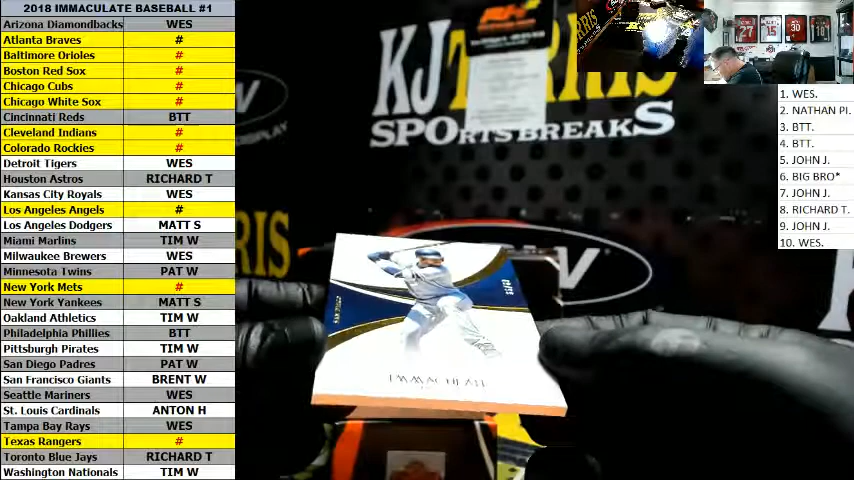 2018 IMMACULATE BASEBALL #1
Arizona Diamondbacks WES
Atlanta Braves #
Baltimore Orioles #
Boston Red Sox #
Chicago Cubs #
Chicago White Sox #
Cincinnati Reds BTT
Cleveland Indians #
Colorado Rockies #
Detroit Tigers WES
Houston Astros RICHARD T
Kansas City Royals WES
Los Angeles Angels #
Los Angeles Dodgers MATT S
Miami Marlins TIM W
Milwaukee Brewers WES
Minnesota Twins PAT W
New York Mets #
New York Yankees MATT S
Oakland Athletics TIM W
Philadelphia Phillies BTT
Pittsburgh Pirates TIM W
San Diego Padres PAT W
San Francisco Giants BRENT W
Seattle Mariners WES
St. Louis Cardinals ANTON H
Tampa Bay Rays WES
Texas Rangers #
Toronto Blue Jays RICHARD T
Washington Nationals TIM W
KJ
SPORTS BREAKS
IMMACULATE
1. WES.
2. NATHAN PI.
3. BTT.
4. BTT.
5. JOHN J.
6. BIG BRO*
7. JOHN J.
8. RICHARD T.
9. JOHN J.
10. WES.